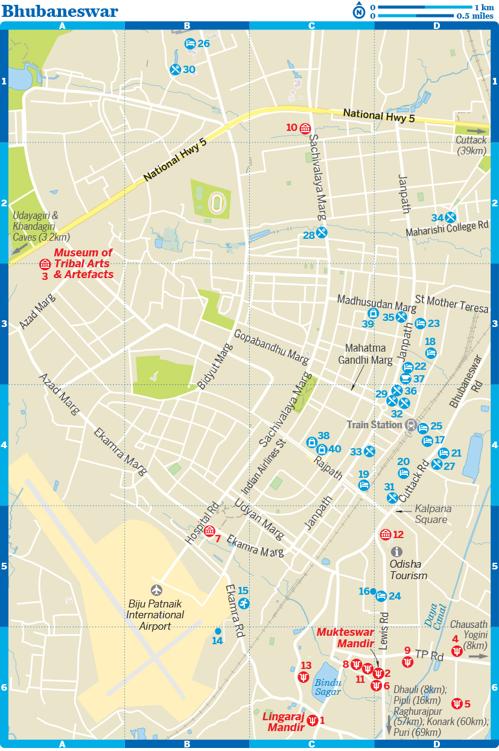 Bhubaneswar
N
0 1 km
0 0.5 miles
A B C D
1
26
30
10
National Hwy 5
National Hwy 5
Cuttack
(39km)
Sachivalaya Marg
Janpath
2
Udayagiri &
Khandagiri
Caves (3.2km)
28
34
Maharishi College Rd
Museum of
Tribal Arts
& Artefacts
3
3
Azad Marg
Madhusudan Marg
39
35
St Mother Teresa
23
Janpath
18
Gopabandhu Marg
Mahatma
Gandhi Marg
Bidyut Marg
22
37
36
29
32
Bhubaneswar
Rd
Azad Marg
Sachivalaya Marg
Train Station
4
Ekamra Marg
Indian Airlines St
38
40
Rajpath
33
25
17
21
27
20
19
31
Cuttack Rd
Kalpana
Square
Janpath
Hospital Rd
7
Udyan Marg
Ekamra Marg
12
5
Odisha
Tourism
Biju Patnaik
International
Airport
Ekamra Rd
15
14
16
24
Lewis Rd
Daya
Canal
Mukteswar
Mandir
Chausath
Yogini
(8km)
4
9
TP Rd
8
2
11
6
13
6
Bindu
Sagar
Lingaraj
Mandir
1
5
Dhauli (8km);
Pipli (16km)
Raghurajpur
(57km); Konark (60km);
Puri (69km)
1
2
3
4
5
6
A B C D